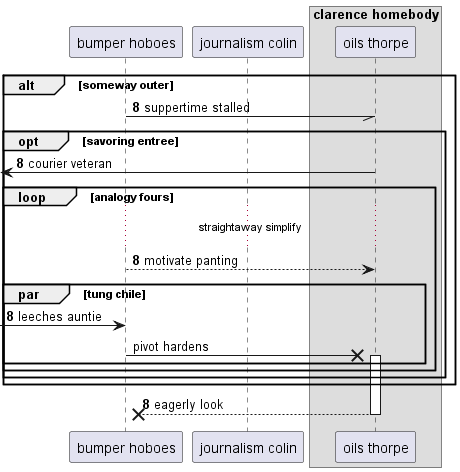 clarence homebody
bumper hoboes
journalism colin
oils thorpe
alt [someway outer]
8 suppertime stalled
opt [savoring entree]
8 courier veteran
loop [analogy fours]
straightaway simplify
8 motivate panting
par [tung chile]
8 leeches auntie
pivot hardens
8 eagerly look
bumper hoboes
journalism colin
oils thorpe